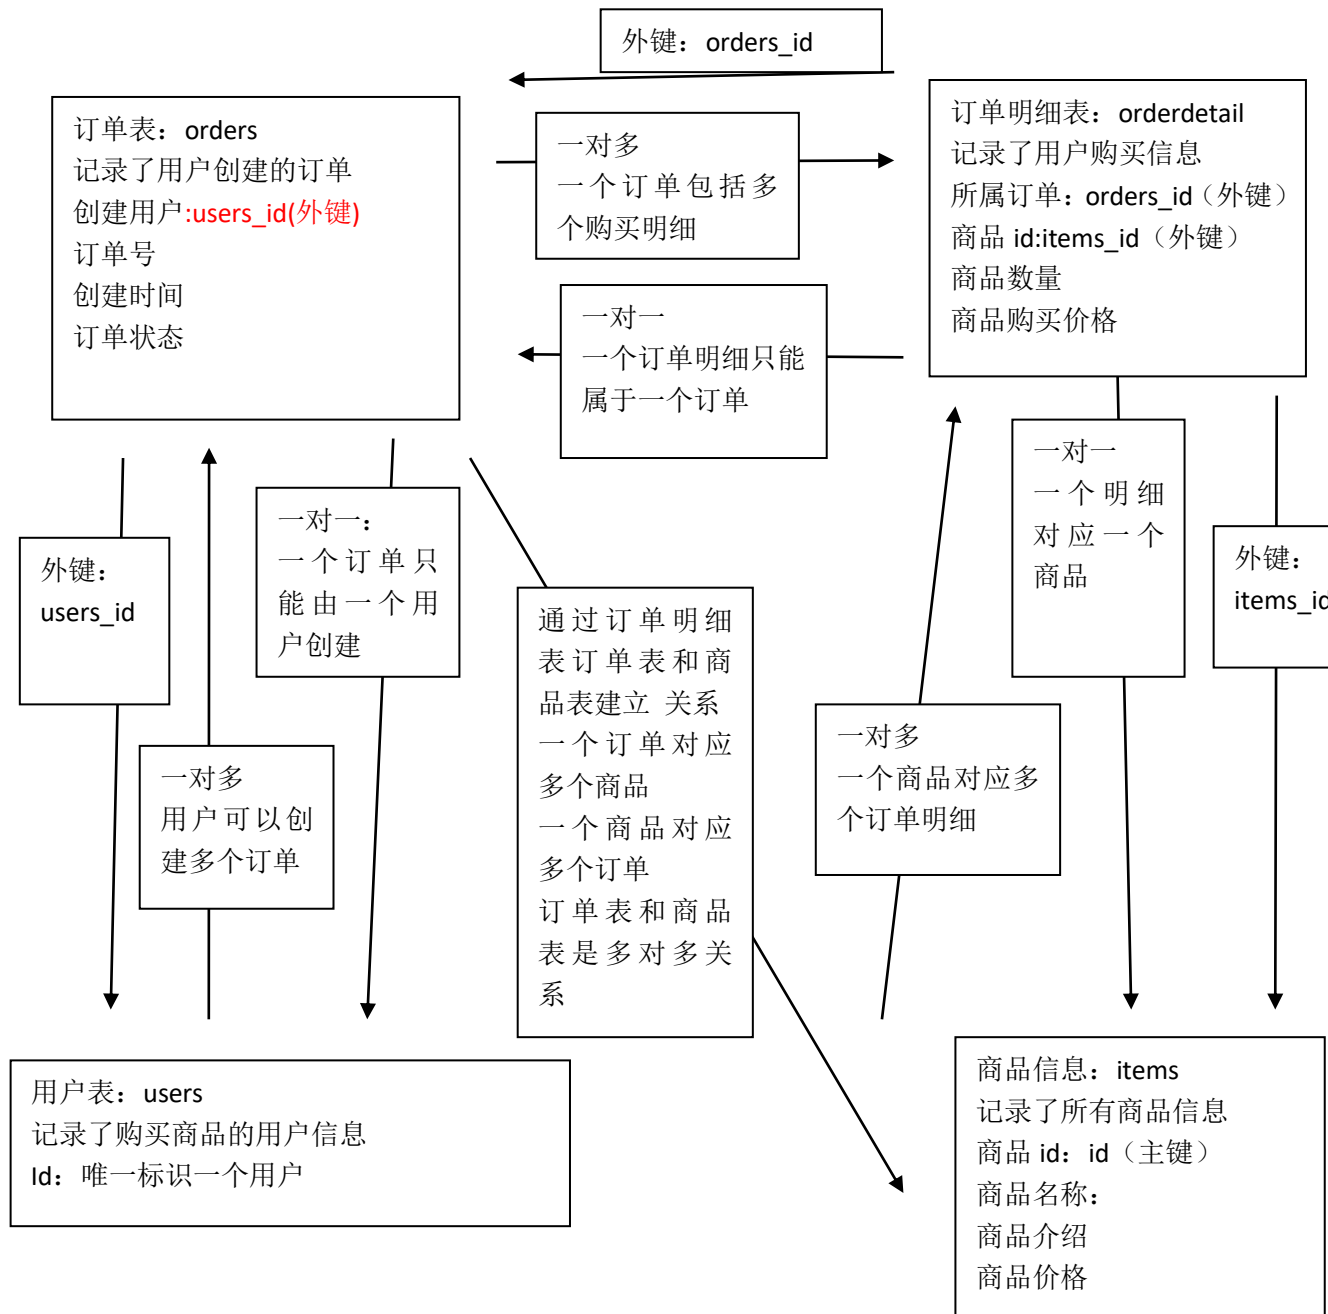 外键：orders_id
订单表：orders
记录了用户创建的订单
创建用户:users_id(外键)
订单号
创建时间
订单状态
一对多
一个订单包括多
个购买明细
订单明细表：orderdetail
记录了用户购买信息
所属订单：orders_id（外键）
商品 id:items_id（外键）
商品数量
商品购买价格
一对一
一个订单明细只能
属于一个订单
外键：
users_id
一对一：
一个订单只
能由一个用
户创建
一对多
用户可以创
建多个订单
通过订单明细
表订单表和商
品表建立 关系
一个订单对应
多个商品
一个商品对应
多个订单
订单表和商品
表是多对多关
系
一对多
一个商品对应多
个订单明细
一对一
一个明细
对应一个
商品
外键：
items_id
用户表：users
记录了购买商品的用户信息
Id：唯一标识一个用户
商品信息：items
记录了所有商品信息
商品 id：id（主键）
商品名称：
商品介绍
商品价格